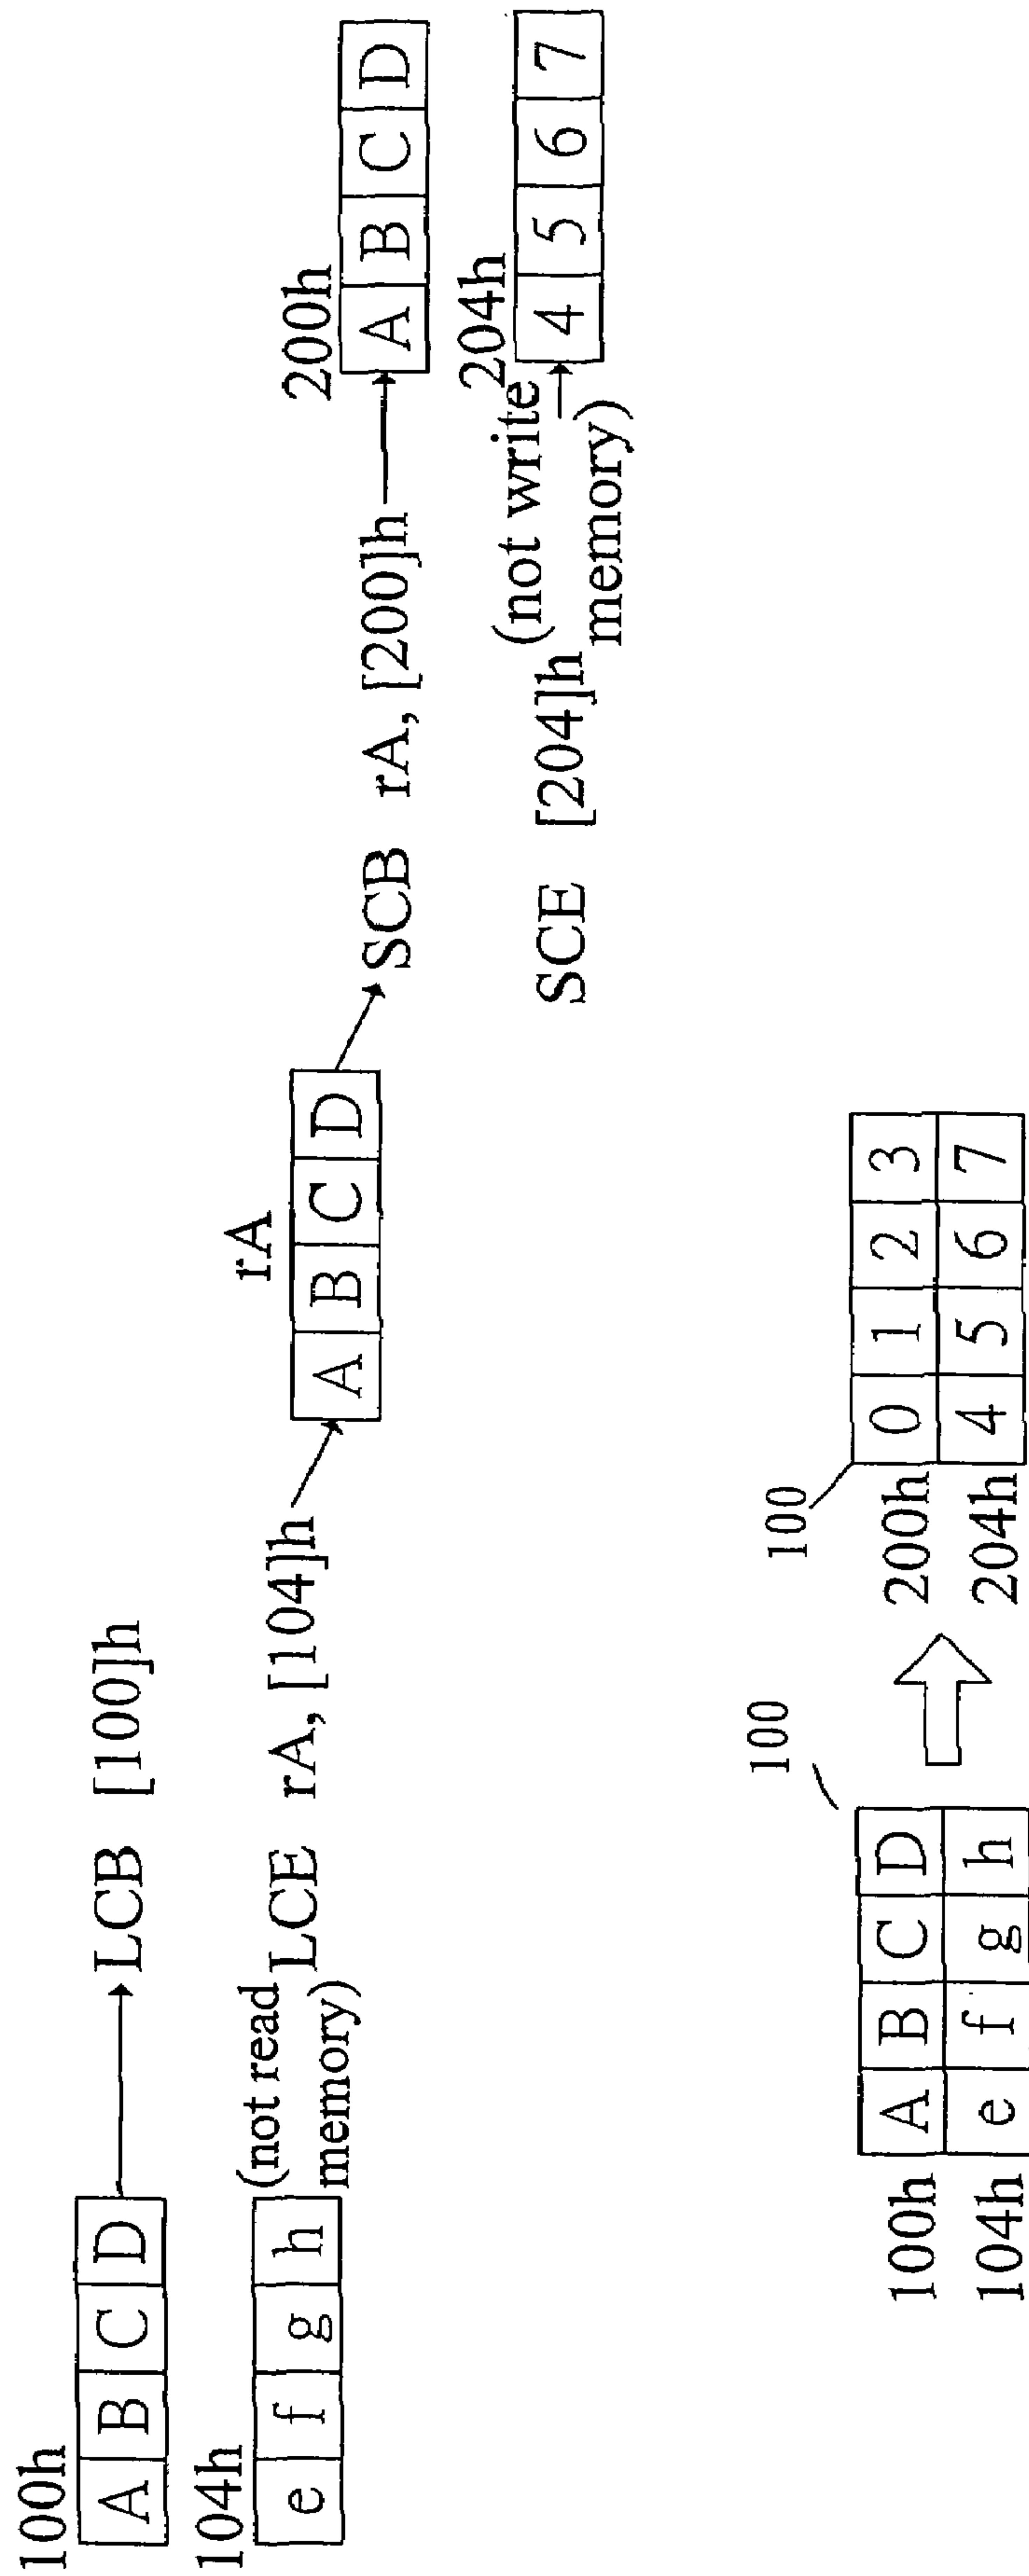 100h
A B C D
LCB [100]h
104h
e f g h
(not read
memory)
LCE rA, [104]h
rA
A B C D
SCB rA, [200]h
200h
A B C D
SCE [204]h
(not write
memory)
204h
4 5 6 7
100
100h A B C D
104h e f g h
100
200h 0 1 2 3
204h 4 5 6 7